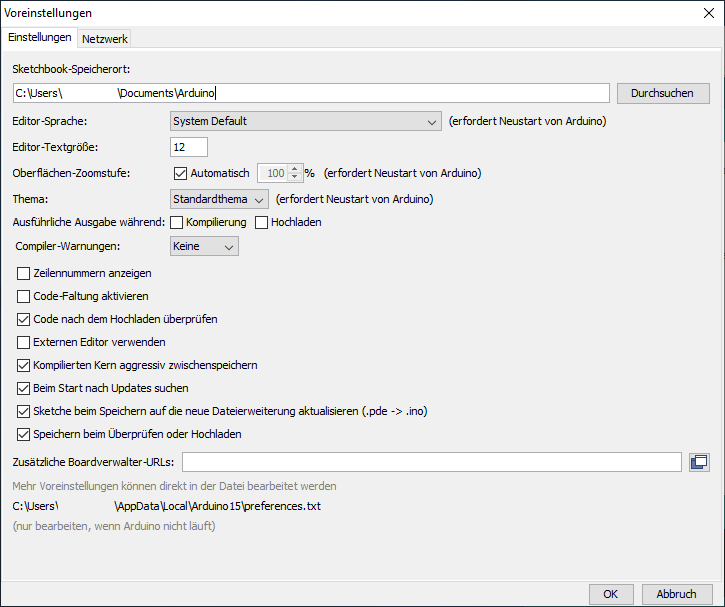 Voreinstellungen
Einstellungen Netzwerk
Sketchbook-Speicherort:
C:\Users\ \Documents\Arduino Durchsuchen
Editor-Sprache: System Default (erfordert Neustart von Arduino)
Editor-Textgröße: 12
Oberflächen-Zoomstufe: Automatisch 100 % (erfordert Neustart von Arduino)
Thema: Standardthema (erfordert Neustart von Arduino)
Ausführliche Ausgabe während: Kompilierung Hochladen
Compiler-Warnungen: Keine
Zeilennummern anzeigen
Code-Faltung aktivieren
Code nach dem Hochladen überprüfen
Externen Editor verwenden
Kompilierten Kern aggressiv zwischenspeichern
Beim Start nach Updates suchen
Sketche beim Speichern auf die neue Dateierweiterung aktualisieren (.pde -> .ino)
Speichern beim Überprüfen oder Hochladen
Zusätzliche Boardverwalter-URLs:
Mehr Voreinstellungen können direkt in der Datei bearbeitet werden
C:\Users\ \AppData\Local\Arduino15\preferences.txt
(nur bearbeiten, wenn Arduino nicht läuft)
OK Abbruch